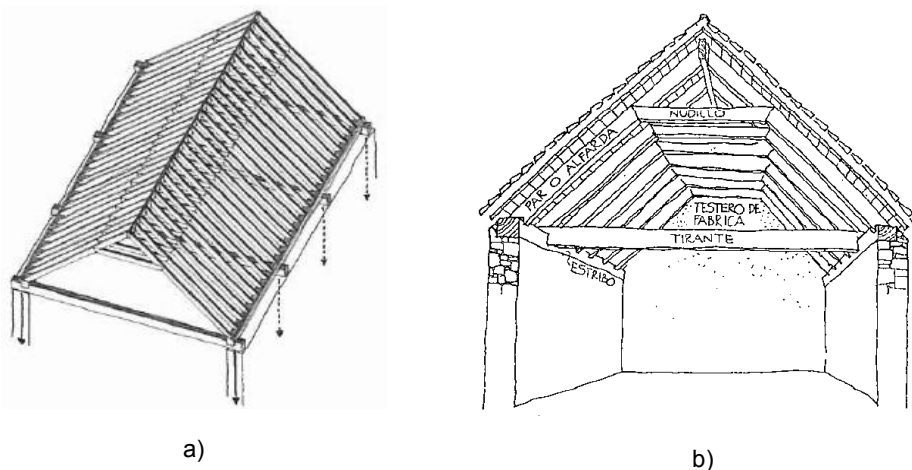 NUDILLO
PAR O ALFARDA
TESTERO DE
FABRICA
TIRANTE
ESTRIBO
a)
b)